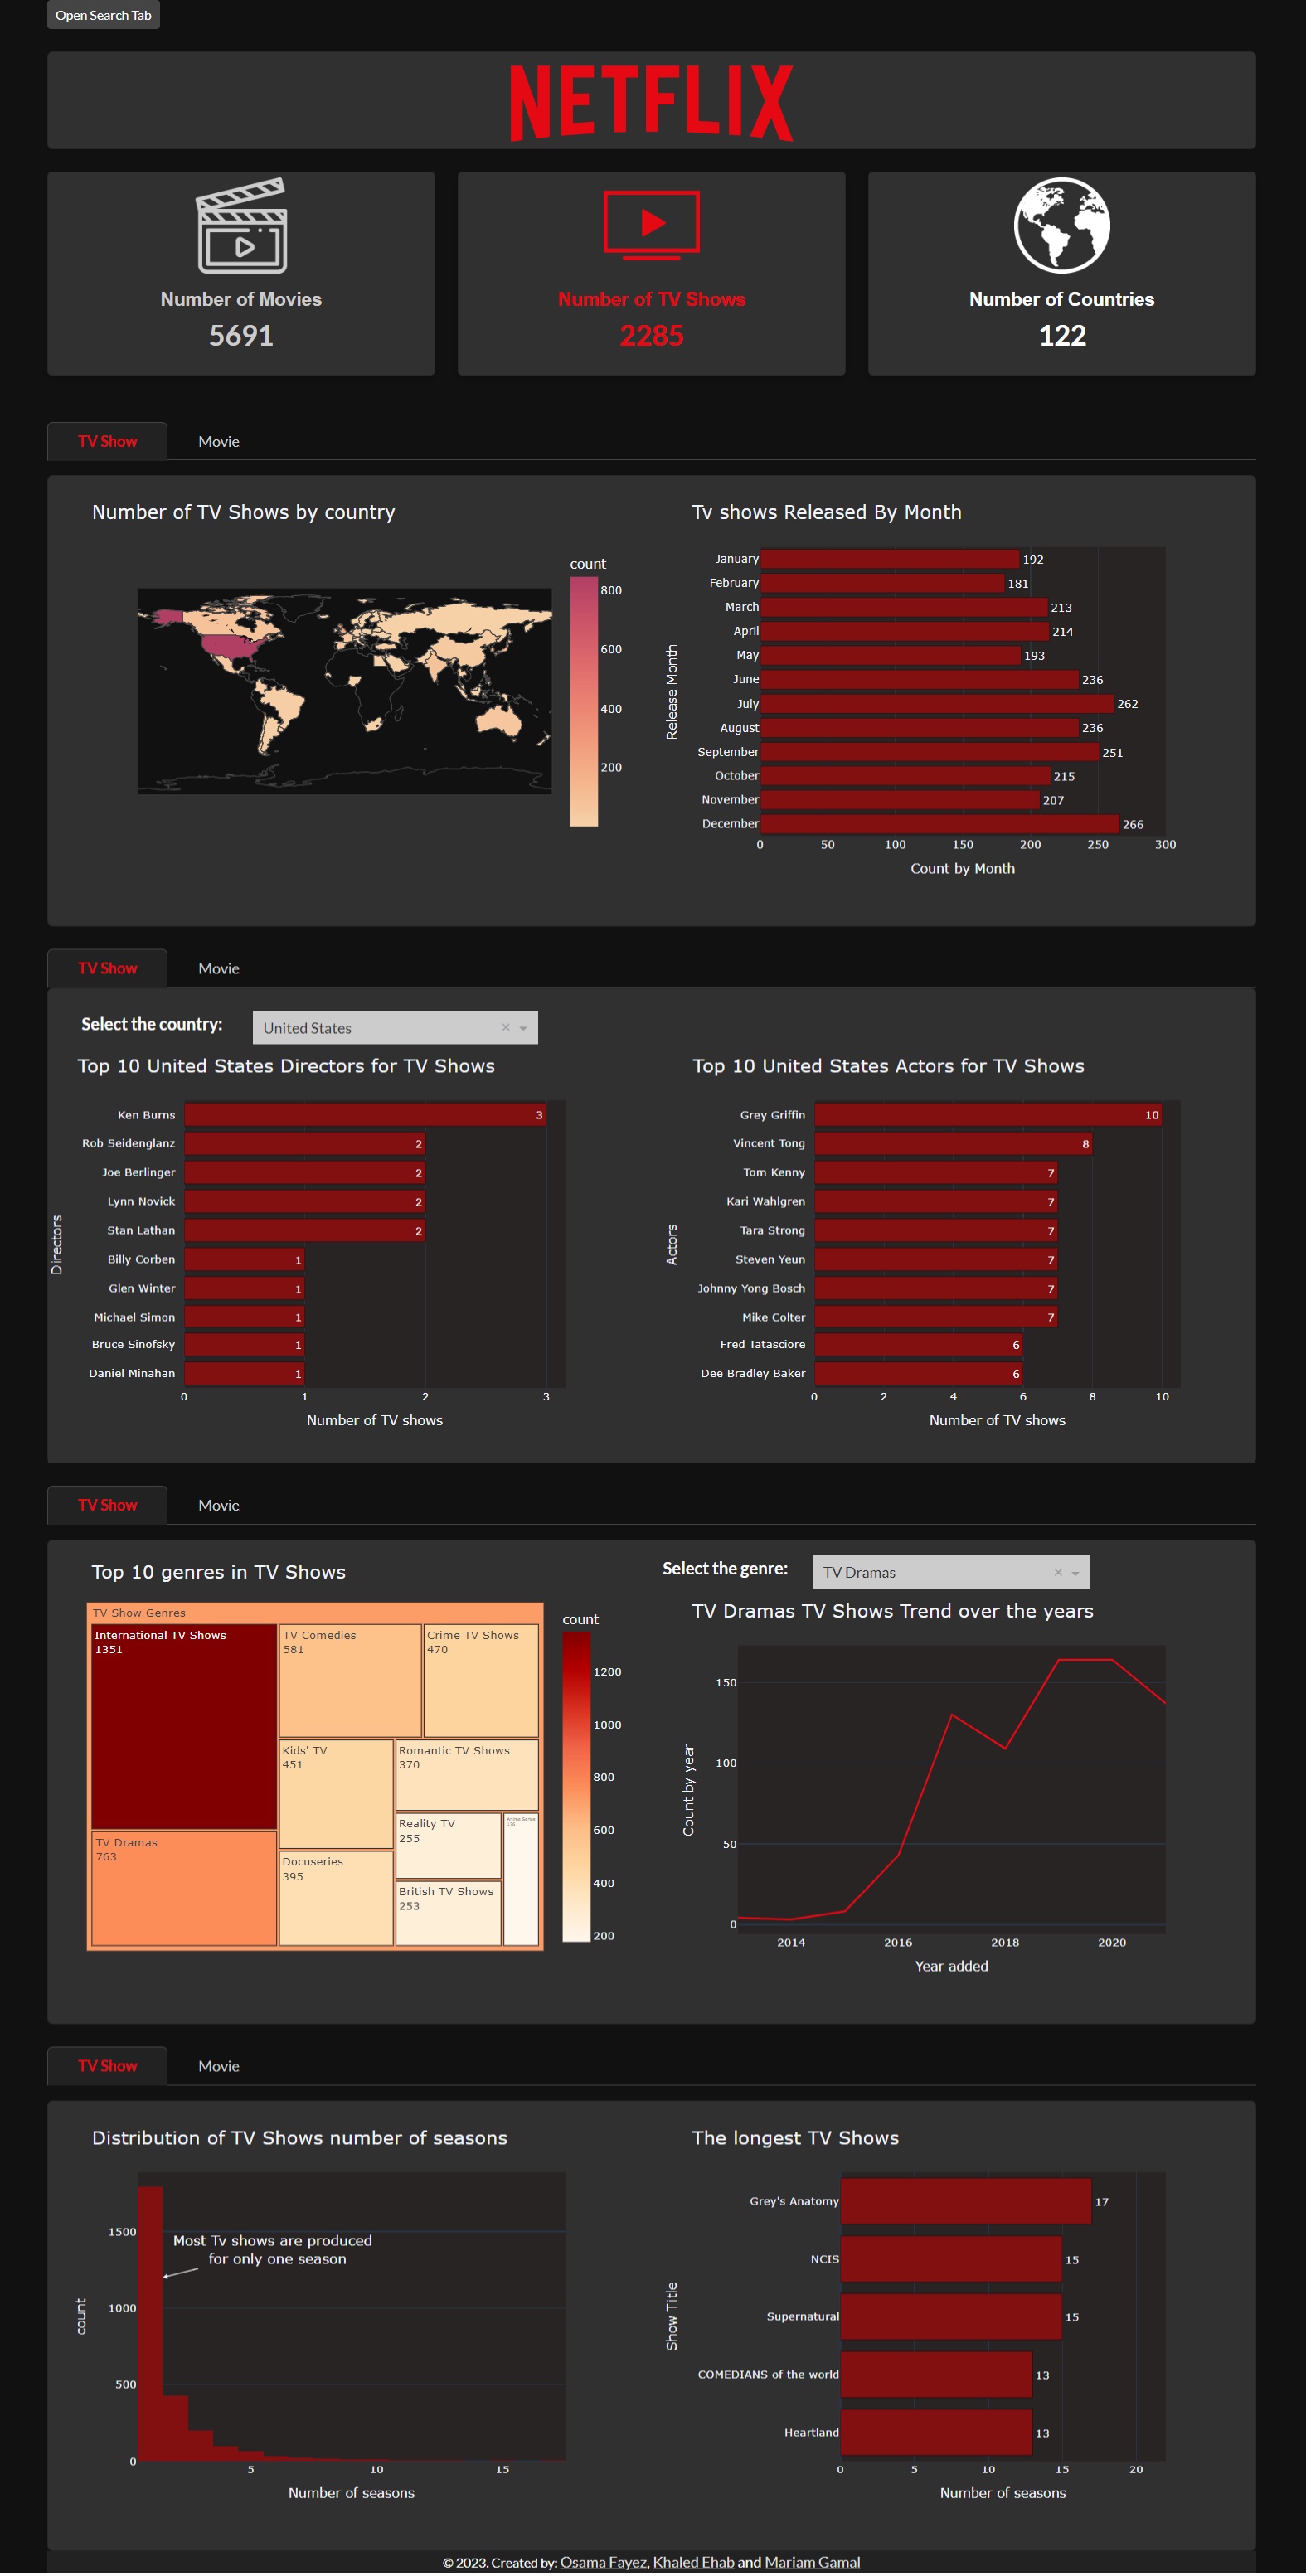 Open Search Tab
NETFLIX
Number of Movies
5691
Number of TV Shows
2285
Number of Countries
122
TV Show
Movie
Number of TV Shows by country
count
800
600
400
200
Tv shows Released By Month
Release Month
January 192
February 181
March 213
April 214
May 193
June 236
July 262
August 236
September 251
October 215
November 207
December 266
0 50 100 150 200 250 300
Count by Month
TV Show
Movie
Select the country:
United States
× 
Top 10 United States Directors for TV Shows
Directors
Ken Burns 3
Rob Seidenglanz 2
Joe Berlinger 2
Lynn Novick 2
Stan Lathan 2
Billy Corben 1
Glen Winter 1
Michael Simon 1
Bruce Sinofsky 1
Daniel Minahan 1
0 1 2 3
Number of TV shows
Top 10 United States Actors for TV Shows
Actors
Grey Griffin 10
Vincent Tong 8
Tom Kenny 7
Kari Wahlgren 7
Tara Strong 7
Steven Yeun 7
Johnny Yong Bosch 7
Mike Colter 7
Fred Tatasciore 6
Dee Bradley Baker 6
0 2 4 6 8 10
Number of TV shows
TV Show
Movie
Top 10 genres in TV Shows
TV Show Genres
International TV Shows
1351
TV Dramas
763
TV Comedies
581
Crime TV Shows
470
Kids' TV
451
Docuseries
395
Romantic TV Shows
370
Reality TV
255
British TV Shows
253
Anime Series
count
1200
1000
800
600
400
200
Select the genre:
TV Dramas
×
TV Dramas TV Shows Trend over the years
Count by year
150
100
50
0
2014 2016 2018 2020
Year added
TV Show
Movie
Distribution of TV Shows number of seasons
count
1500
1000
500
0
Most Tv shows are produced
for only one season
5 10 15
Number of seasons
The longest TV Shows
Show Title
Grey's Anatomy 17
NCIS 15
Supernatural 15
COMEDIANS of the world 13
Heartland 13
0 5 10 15 20
Number of seasons
© 2023. Created by: Osama Fayez, Khaled Ehab and Mariam Gamal